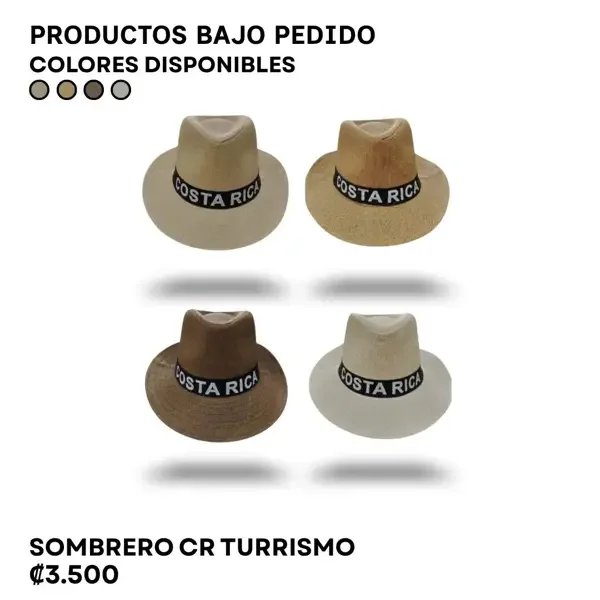 PRODUCTOS BAJO PEDIDO
COLORES DISPONIBLES
COSTA RICA
COSTA RICA
COSTA RICA
COSTA RICA
SOMBRERO CR TURRISMO
₡3.500